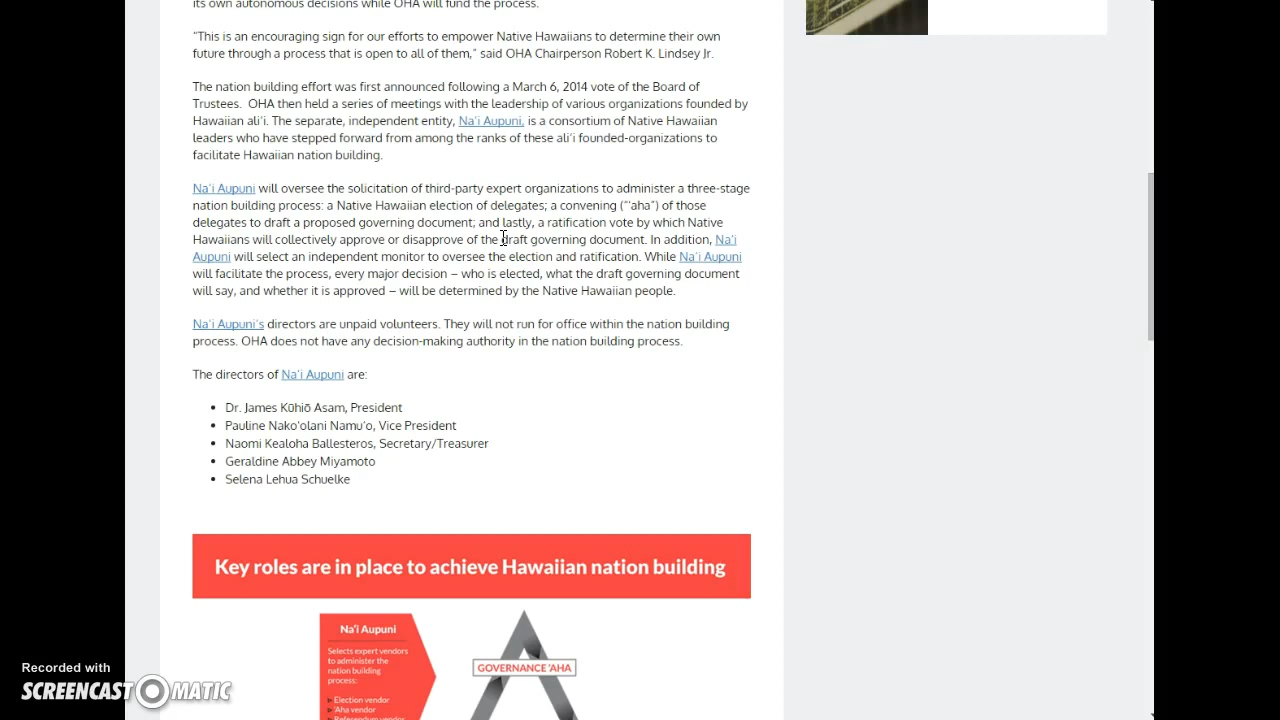 its own autonomous decisions while OHA will fund the process.
"This is an encouraging sign for our efforts to empower Native Hawaiians to determine their own
future through a process that is open to all of them," said OHA Chairperson Robert K. Lindsey Jr.
The nation building effort was first announced following a March 6, 2014 vote of the Board of
Trustees.  OHA then held a series of meetings with the leadership of various organizations founded by
Hawaiian ali'i. The separate, independent entity, Na'i Aupuni, is a consortium of Native Hawaiian
leaders who have stepped forward from among the ranks of these ali'i founded-organizations to
facilitate Hawaiian nation building.
Na'i Aupuni will oversee the solicitation of third-party expert organizations to administer a three-stage
nation building process: a Native Hawaiian election of delegates; a convening ("'aha") of those
delegates to draft a proposed governing document; and lastly, a ratification vote by which Native
Hawaiians will collectively approve or disapprove of the draft governing document. In addition, Na'i
Aupuni will select an independent monitor to oversee the election and ratification. While Na'i Aupuni
will facilitate the process, every major decision – who is elected, what the draft governing document
will say, and whether it is approved – will be determined by the Native Hawaiian people.
Na'i Aupuni's directors are unpaid volunteers. They will not run for office within the nation building
process. OHA does not have any decision-making authority in the nation building process.
The directors of Na'i Aupuni are:
• Dr. James Kūhiō Asam, President
• Pauline Nako'olani Namu'o, Vice President
• Naomi Kealoha Ballesteros, Secretary/Treasurer
• Geraldine Abbey Miyamoto
• Selena Lehua Schuelke
Key roles are in place to achieve Hawaiian nation building
Na'i Aupuni
Selects expert vendors
to administer the
nation building
process:
Election vendor
'Aha vendor
Referendum vendor
GOVERNANCE 'AHA
Recorded with
SCREENCAST-O-MATIC